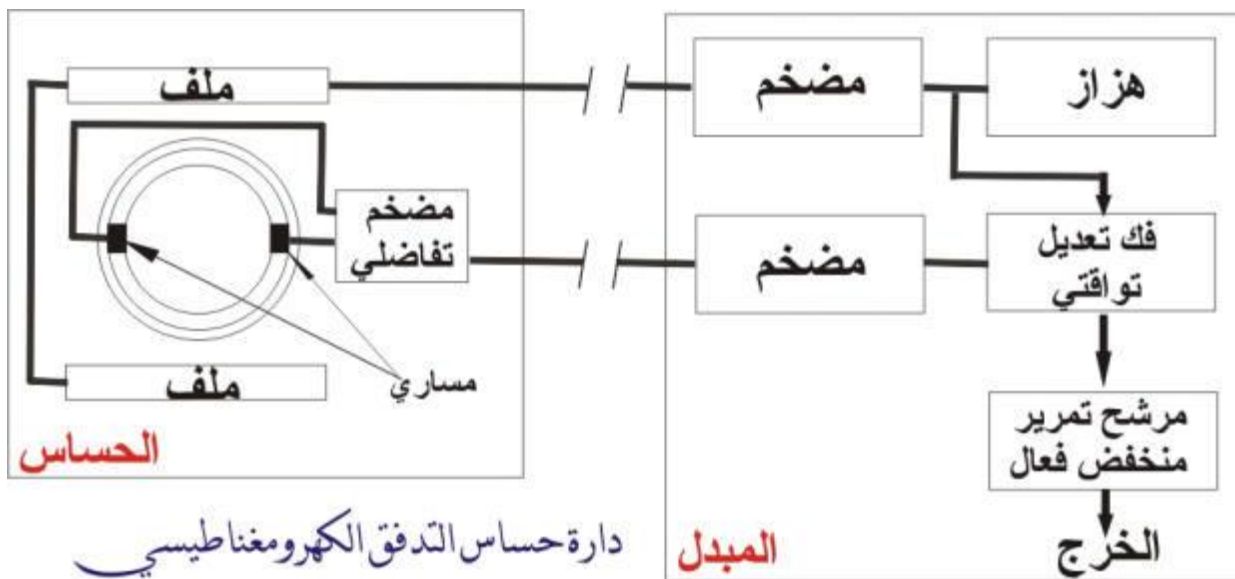 ملف
مضخم
هزاز
مضخم
تفاضلي
مضخم
فك تعديل
تواقتي
ملف
مساري
مرشح تمرير
منخفض فعال
الحساس
المبدل
الخرج
دارة حساس التدفق الكهرومغناطيسي